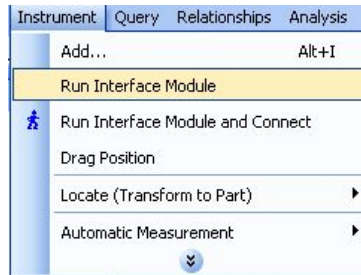 Instrument Query Relationships Analysis
Add... Alt+I
Run Interface Module
Run Interface Module and Connect
Drag Position
Locate (Transform to Part)
Automatic Measurement